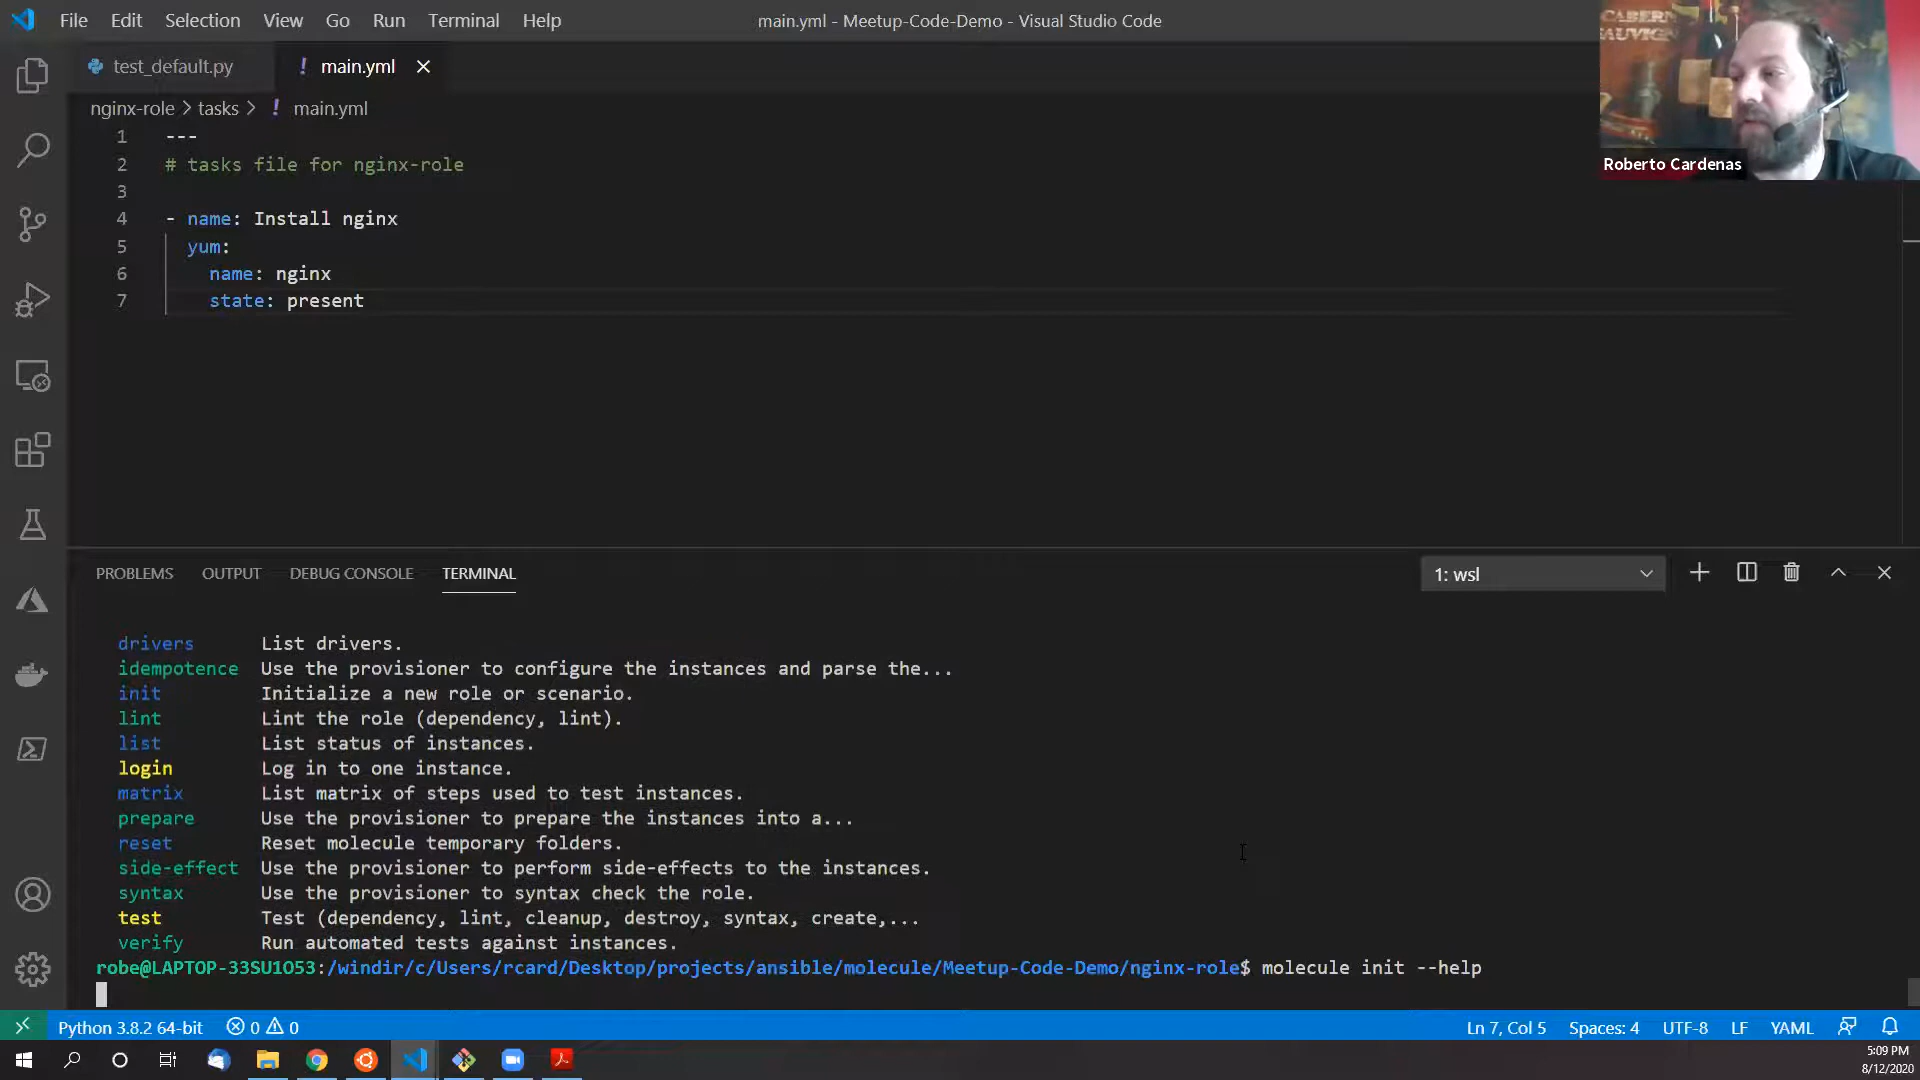 File Edit Selection View Go Run Terminal Help
main.yml - Meetup-Code-Demo - Visual Studio Code
CABERN
AUVIGN
Roberto Cardenas
test_default.py
! main.yml
nginx-role > tasks > ! main.yml
1 ---
2 # tasks file for nginx-role
3
4 - name: Install nginx
5 yum:
6 name: nginx
7 state: present
PROBLEMS OUTPUT DEBUG CONSOLE TERMINAL
1: wsl
drivers List drivers.
idempotence Use the provisioner to configure the instances and parse the...
init Initialize a new role or scenario.
lint Lint the role (dependency, lint).
list List status of instances.
login Log in to one instance.
matrix List matrix of steps used to test instances.
prepare Use the provisioner to prepare the instances into a...
reset Reset molecule temporary folders.
side-effect Use the provisioner to perform side-effects to the instances.
syntax Use the provisioner to syntax check the role.
test Test (dependency, lint, cleanup, destroy, syntax, create,...
verify Run automated tests against instances.
robe@LAPTOP-33SU1O53:/windir/c/Users/rcard/Desktop/projects/ansible/molecule/Meetup-Code-Demo/nginx-role$ molecule init --help
Python 3.8.2 64-bit 0 0 Ln 7, Col 5 Spaces: 4 UTF-8 LF YAML
5:09 PM
8/12/2020